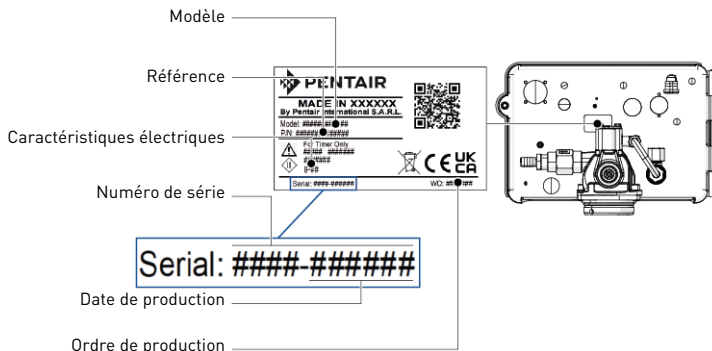 Modèle
Référence
Caractéristiques électriques
Numéro de série
Date de production
Ordre de production
PENTAIR
MADE IN XXXXXX
By Pentair International S.A.R.L.
Model: #####
P/N: ######
For Timer Only
Serial: ####-######
WO:
CE UK CA
Serial: ####-######